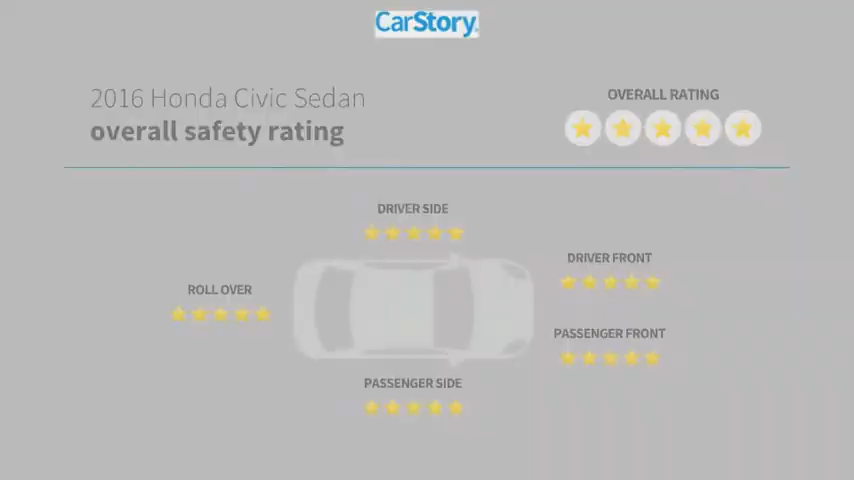 CarStory.
2016 Honda Civic Sedan
overall safety rating
OVERALL RATING
DRIVER SIDE
DRIVER FRONT
ROLL OVER
PASSENGER FRONT
PASSENGER SIDE